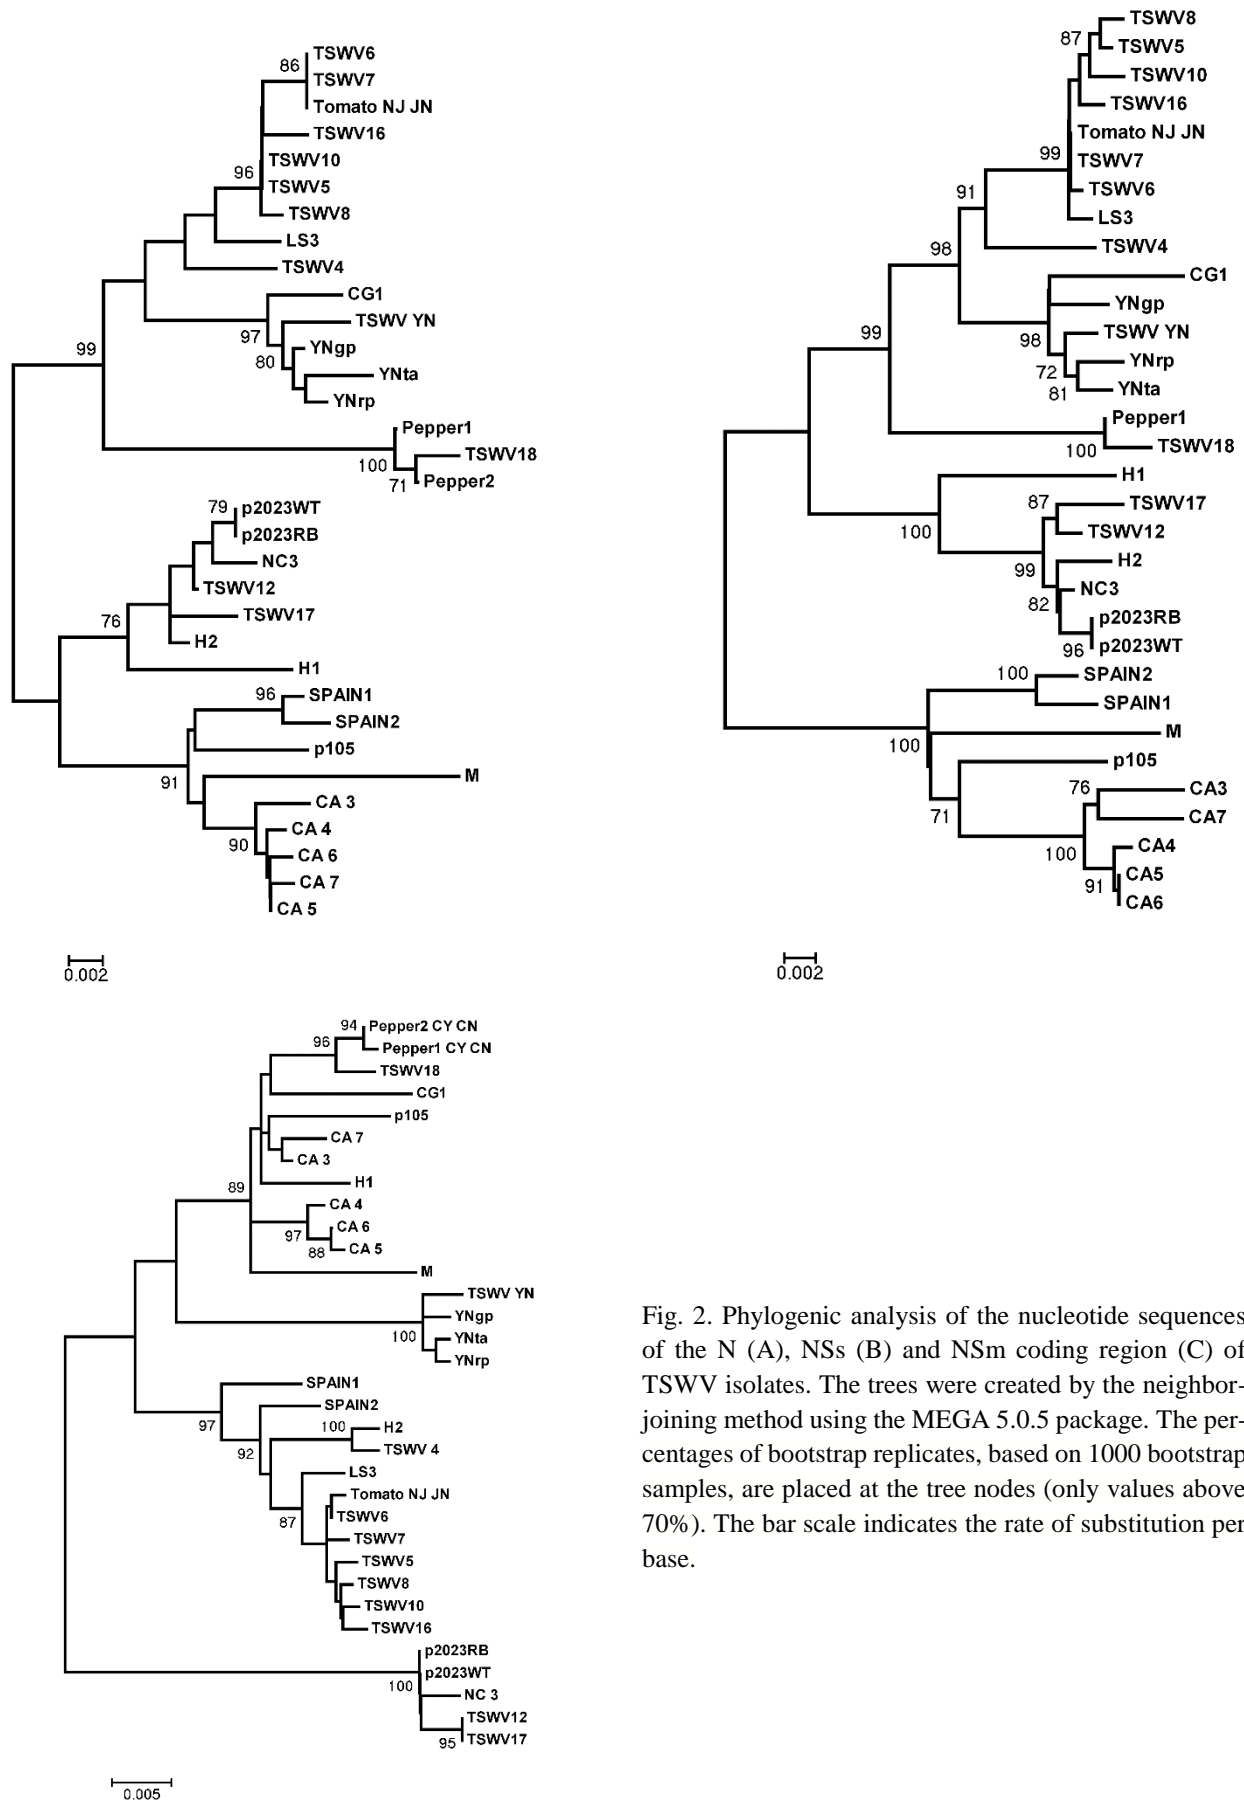 86
TSWV6
TSWV7
Tomato NJ JN
TSWV16
TSWV10
96
TSWV5
TSWV8
LS3
TSWV4
CG1
97
TSWV YN
YNgp
80
YNta
YNrp
99
Pepper1
100
TSWV18
71
Pepper2
79
p2023WT
p2023RB
NC3
TSWV12
76
TSWV17
H2
H1
96
SPAIN1
SPAIN2
p105
91
M
CA 3
CA 4
90
CA 6
CA 7
CA 5
0.002
TSWV8
87
TSWV5
TSWV10
TSWV16
Tomato NJ JN
99
TSWV7
TSWV6
91
LS3
98
TSWV4
CG1
YNgp
98
TSWV YN
YNrp
72
81
YNta
99
Pepper1
100
TSWV18
H1
87
TSWV17
100
TSWV12
H2
99
NC3
82
p2023RB
96
p2023WT
100
SPAIN2
SPAIN1
M
100
p105
76
CA3
71
CA7
CA4
100
CA5
91
CA6
0.002
94
Pepper2 CY CN
96
Pepper1 CY CN
TSWV18
CG1
p105
CA 7
CA 3
H1
89
CA 4
CA 6
97
88
CA 5
M
TSWV YN
YNgp
100
YNta
YNrp
SPAIN1
97
SPAIN2
100
H2
92
TSWV 4
LS3
Tomato NJ JN
87
TSWV6
TSWV7
TSWV5
TSWV8
TSWV10
TSWV16
p2023RB
p2023WT
100
NC 3
TSWV12
95
TSWV17
0.005
Fig. 2. Phylogenic analysis of the nucleotide sequences
of the N (A), NSs (B) and NSm coding region (C) of
TSWV isolates. The trees were created by the neighbor-
joining method using the MEGA 5.0.5 package. The per-
centages of bootstrap replicates, based on 1000 bootstrap
samples, are placed at the tree nodes (only values above
70%). The bar scale indicates the rate of substitution per
base.